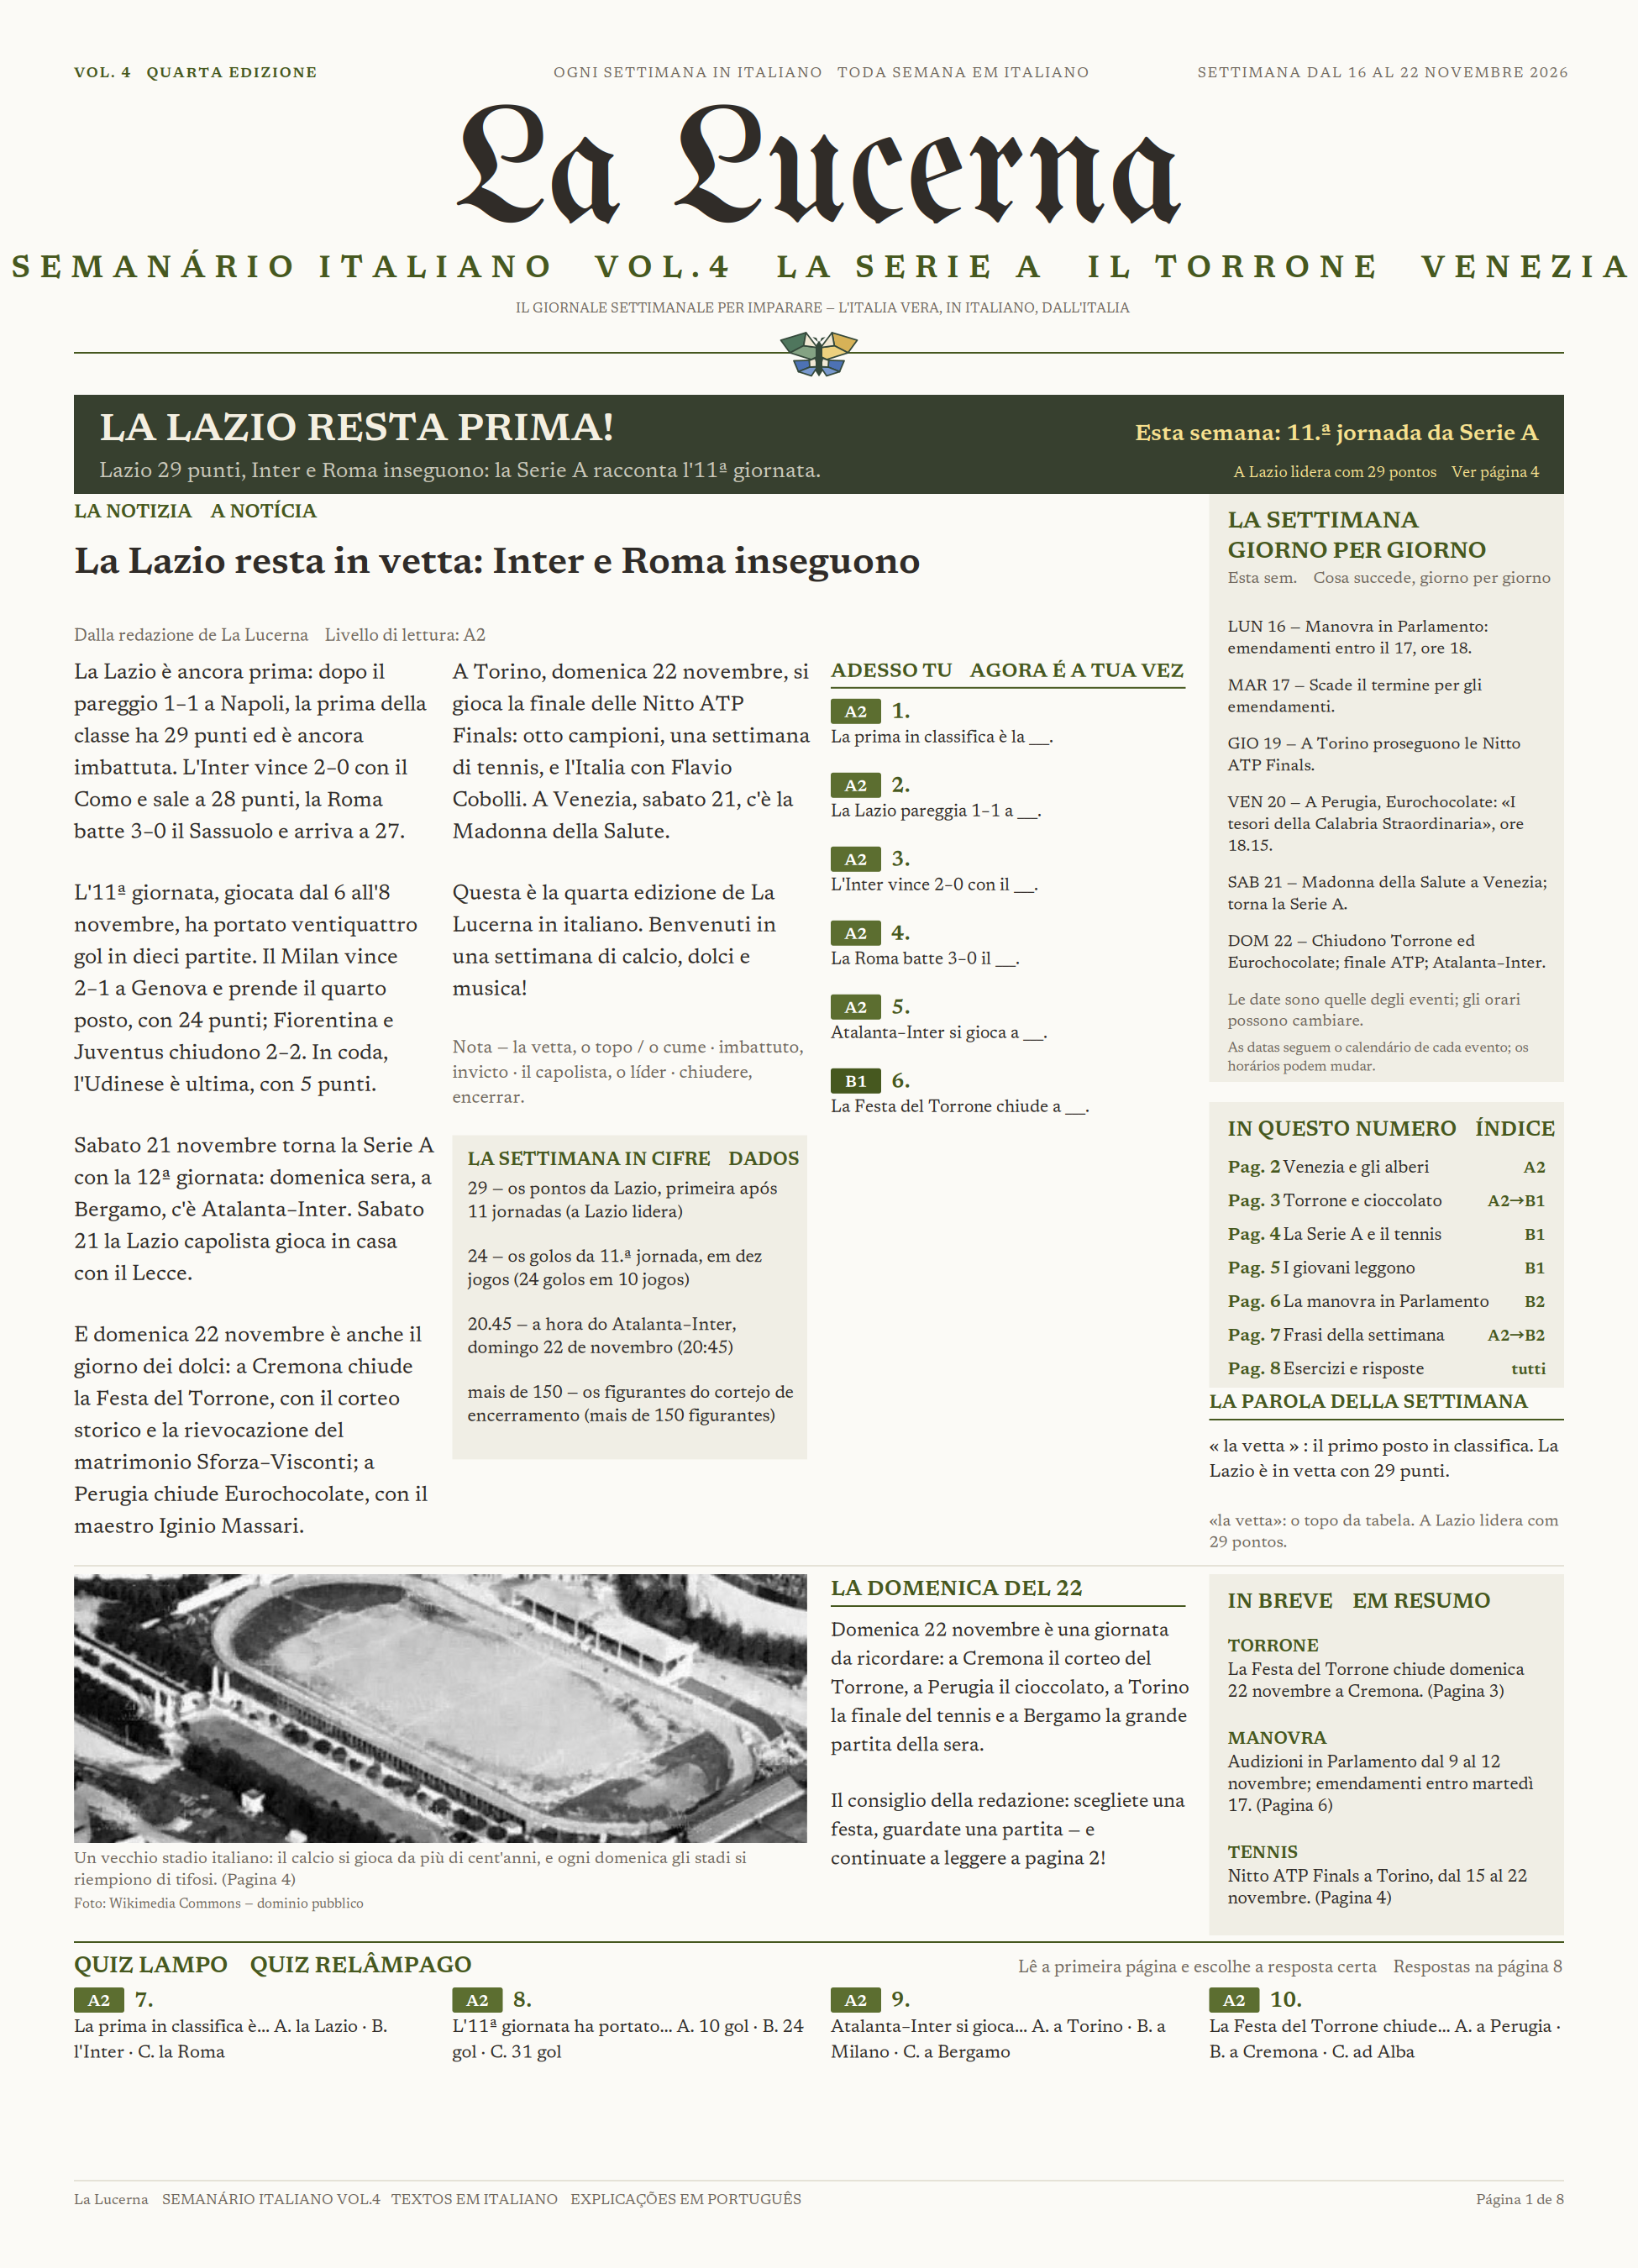 VOL. 4 QUARTA EDIZIONE
OGNI SETTIMANA IN ITALIANO TODA SEMANA EM ITALIANO
SETTIMANA DAL 16 AL 22 NOVEMBRE 2026
La Lucerna
SEMANÁRIO ITALIANO VOL.4 LA SERIE A IL TORRONE VENEZIA
IL GIORNALE SETTIMANALE PER IMPARARE – L'ITALIA VERA, IN ITALIANO, DALL'ITALIA
LA LAZIO RESTA PRIMA!
Lazio 29 punti, Inter e Roma inseguono: la Serie A racconta l'11ª giornata.
Esta semana: 11.ª jornada da Serie A
A Lazio lidera com 29 pontos Ver página 4
LA NOTIZIA A NOTÍCIA
La Lazio resta in vetta: Inter e Roma inseguono
Dalla redazione de La Lucerna Livello di lettura: A2
La Lazio è ancora prima: dopo il
pareggio 1–1 a Napoli, la prima della
classe ha 29 punti ed è ancora
imbattuta. L'Inter vince 2–0 con il
Como e sale a 28 punti, la Roma
batte 3–0 il Sassuolo e arriva a 27.
L'11ª giornata, giocata dal 6 all'8
novembre, ha portato ventiquattro
gol in dieci partite. Il Milan vince
2–1 a Genova e prende il quarto
posto, con 24 punti; Fiorentina e
Juventus chiudono 2–2. In coda,
l'Udinese è ultima, con 5 punti.
Sabato 21 novembre torna la Serie A
con la 12ª giornata: domenica sera, a
Bergamo, c'è Atalanta–Inter. Sabato
21 la Lazio capolista gioca in casa
con il Lecce.
E domenica 22 novembre è anche il
giorno dei dolci: a Cremona chiude
la Festa del Torrone, con il corteo
storico e la rievocazione del
matrimonio Sforza–Visconti; a
Perugia chiude Eurochocolate, con il
maestro Iginio Massari.
A Torino, domenica 22 novembre, si
gioca la finale delle Nitto ATP
Finals: otto campioni, una settimana
di tennis, e l'Italia con Flavio
Cobolli. A Venezia, sabato 21, c'è la
Madonna della Salute.
Questa è la quarta edizione de La
Lucerna in italiano. Benvenuti in
una settimana di calcio, dolci e
musica!
Nota – la vetta, o topo / o cume · imbattuto,
invicto · il capolista, o líder · chiudere,
encerrar.
LA SETTIMANA IN CIFRE DADOS
29 – os pontos da Lazio, primeira após
11 jornadas (a Lazio lidera)
24 – os golos da 11.ª jornada, em dez
jogos (24 golos em 10 jogos)
20.45 – a hora do Atalanta–Inter,
domingo 22 de novembro (20:45)
mais de 150 – os figurantes do cortejo de
encerramento (mais de 150 figurantes)
ADESSO TU AGORA É A TUA VEZ
A2 1.
La prima in classifica è la __.
A2 2.
La Lazio pareggia 1–1 a __.
A2 3.
L'Inter vince 2–0 con il __.
A2 4.
La Roma batte 3–0 il __.
A2 5.
Atalanta–Inter si gioca a __.
B1 6.
La Festa del Torrone chiude a __.
LA SETTIMANA
GIORNO PER GIORNO
Esta sem. Cosa succede, giorno per giorno
LUN 16 – Manovra in Parlamento:
emendamenti entro il 17, ore 18.
MAR 17 – Scade il termine per gli
emendamenti.
GIO 19 – A Torino proseguono le Nitto
ATP Finals.
VEN 20 – A Perugia, Eurochocolate: «I
tesori della Calabria Straordinaria», ore
18.15.
SAB 21 – Madonna della Salute a Venezia;
torna la Serie A.
DOM 22 – Chiudono Torrone ed
Eurochocolate; finale ATP; Atalanta–Inter.
Le date sono quelle degli eventi; gli orari
possono cambiare.
As datas seguem o calendário de cada evento; os
horários podem mudar.
IN QUESTO NUMERO ÍNDICE
Pag. 2 Venezia e gli alberi A2
Pag. 3 Torrone e cioccolato A2→B1
Pag. 4 La Serie A e il tennis B1
Pag. 5 I giovani leggono B1
Pag. 6 La manovra in Parlamento B2
Pag. 7 Frasi della settimana A2→B2
Pag. 8 Esercizi e risposte tutti
LA PAROLA DELLA SETTIMANA
« la vetta » : il primo posto in classifica. La
Lazio è in vetta con 29 punti.
«la vetta»: o topo da tabela. A Lazio lidera com
29 pontos.
Un vecchio stadio italiano: il calcio si gioca da più di cent'anni, e ogni domenica gli stadi si
riempiono di tifosi. (Pagina 4)
Foto: Wikimedia Commons – dominio pubblico
LA DOMENICA DEL 22
Domenica 22 novembre è una giornata
da ricordare: a Cremona il corteo del
Torrone, a Perugia il cioccolato, a Torino
la finale del tennis e a Bergamo la grande
partita della sera.
Il consiglio della redazione: scegliete una
festa, guardate una partita – e
continuate a leggere a pagina 2!
IN BREVE EM RESUMO
TORRONE
La Festa del Torrone chiude domenica
22 novembre a Cremona. (Pagina 3)
MANOVRA
Audizioni in Parlamento dal 9 al 12
novembre; emendamenti entro martedì
17. (Pagina 6)
TENNIS
Nitto ATP Finals a Torino, dal 15 al 22
novembre. (Pagina 4)
QUIZ LAMPO QUIZ RELÂMPAGO
Lê a primeira página e escolhe a resposta certa Respostas na página 8
A2 7.
La prima in classifica è... A. la Lazio · B.
l'Inter · C. la Roma
A2 8.
L'11ª giornata ha portato... A. 10 gol · B. 24
gol · C. 31 gol
A2 9.
Atalanta–Inter si gioca... A. a Torino · B. a
Milano · C. a Bergamo
A2 10.
La Festa del Torrone chiude... A. a Perugia ·
B. a Cremona · C. ad Alba
La Lucerna SEMANÁRIO ITALIANO VOL.4 TEXTOS EM ITALIANO EXPLICAÇÕES EM PORTUGUÊS
Página 1 de 8